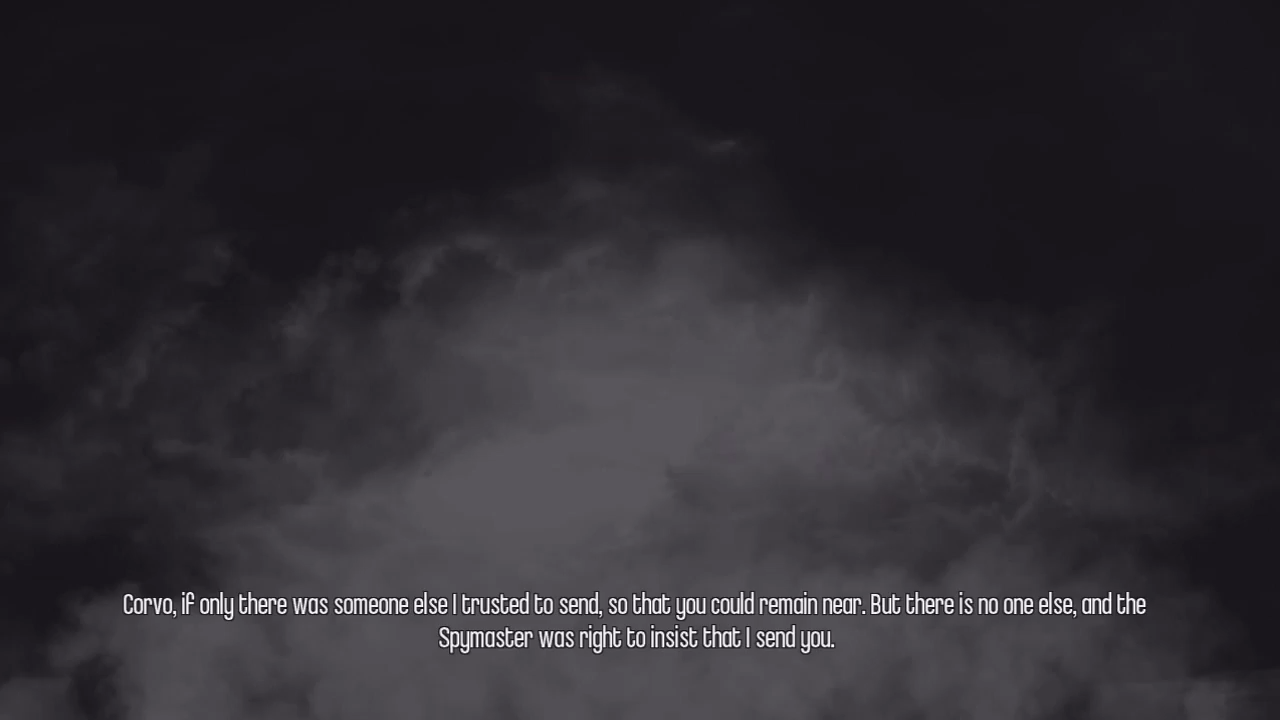 Corvo, if only there was someone else I trusted to send, so that you could remain near. But there is no one else, and the
Spymaster was right to insist that I send you.